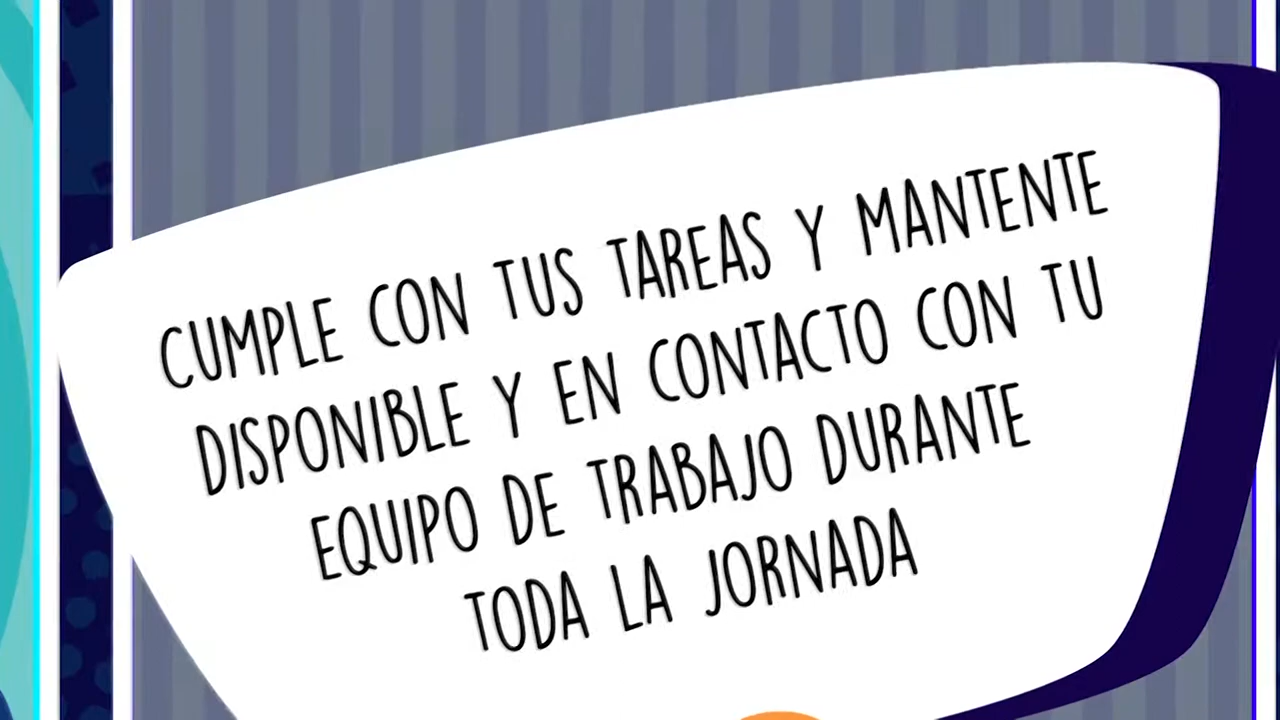 CUMPLE CON TUS TAREAS Y MANTENTE
DISPONIBLE Y EN CONTACTO CON TU
EQUIPO DE TRABAJO DURANTE
TODA LA JORNADA